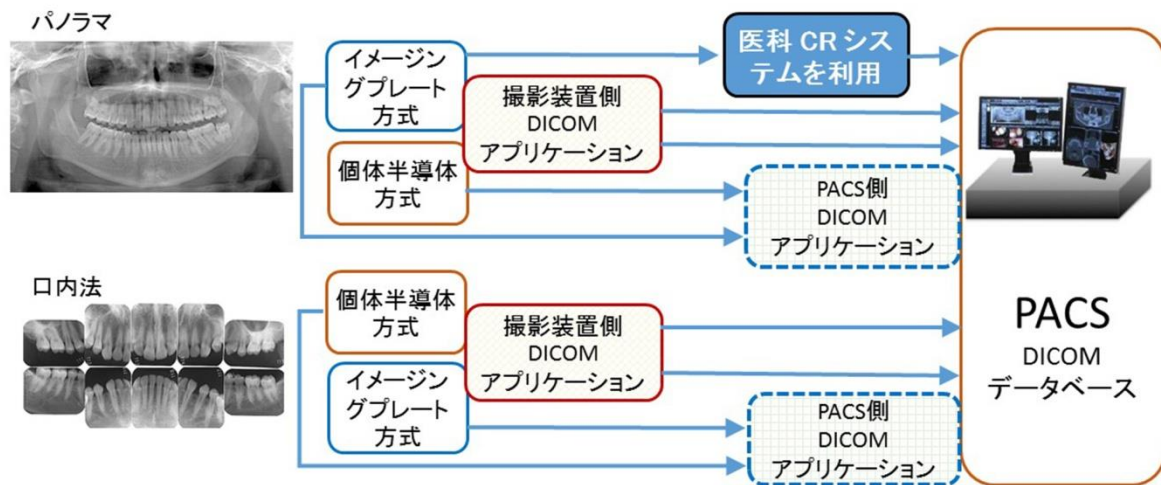 パノラマ
イメージン
グプレート
方式
医科 CR シス
テムを利用
撮影装置側
DICOM
アプリケーション
個体半導体
方式
PACS側
DICOM
アプリケーション
口内法
個体半導体
方式
撮影装置側
DICOM
アプリケーション
イメージン
グプレート
方式
PACS側
DICOM
アプリケーション
PACS
DICOM
データベース